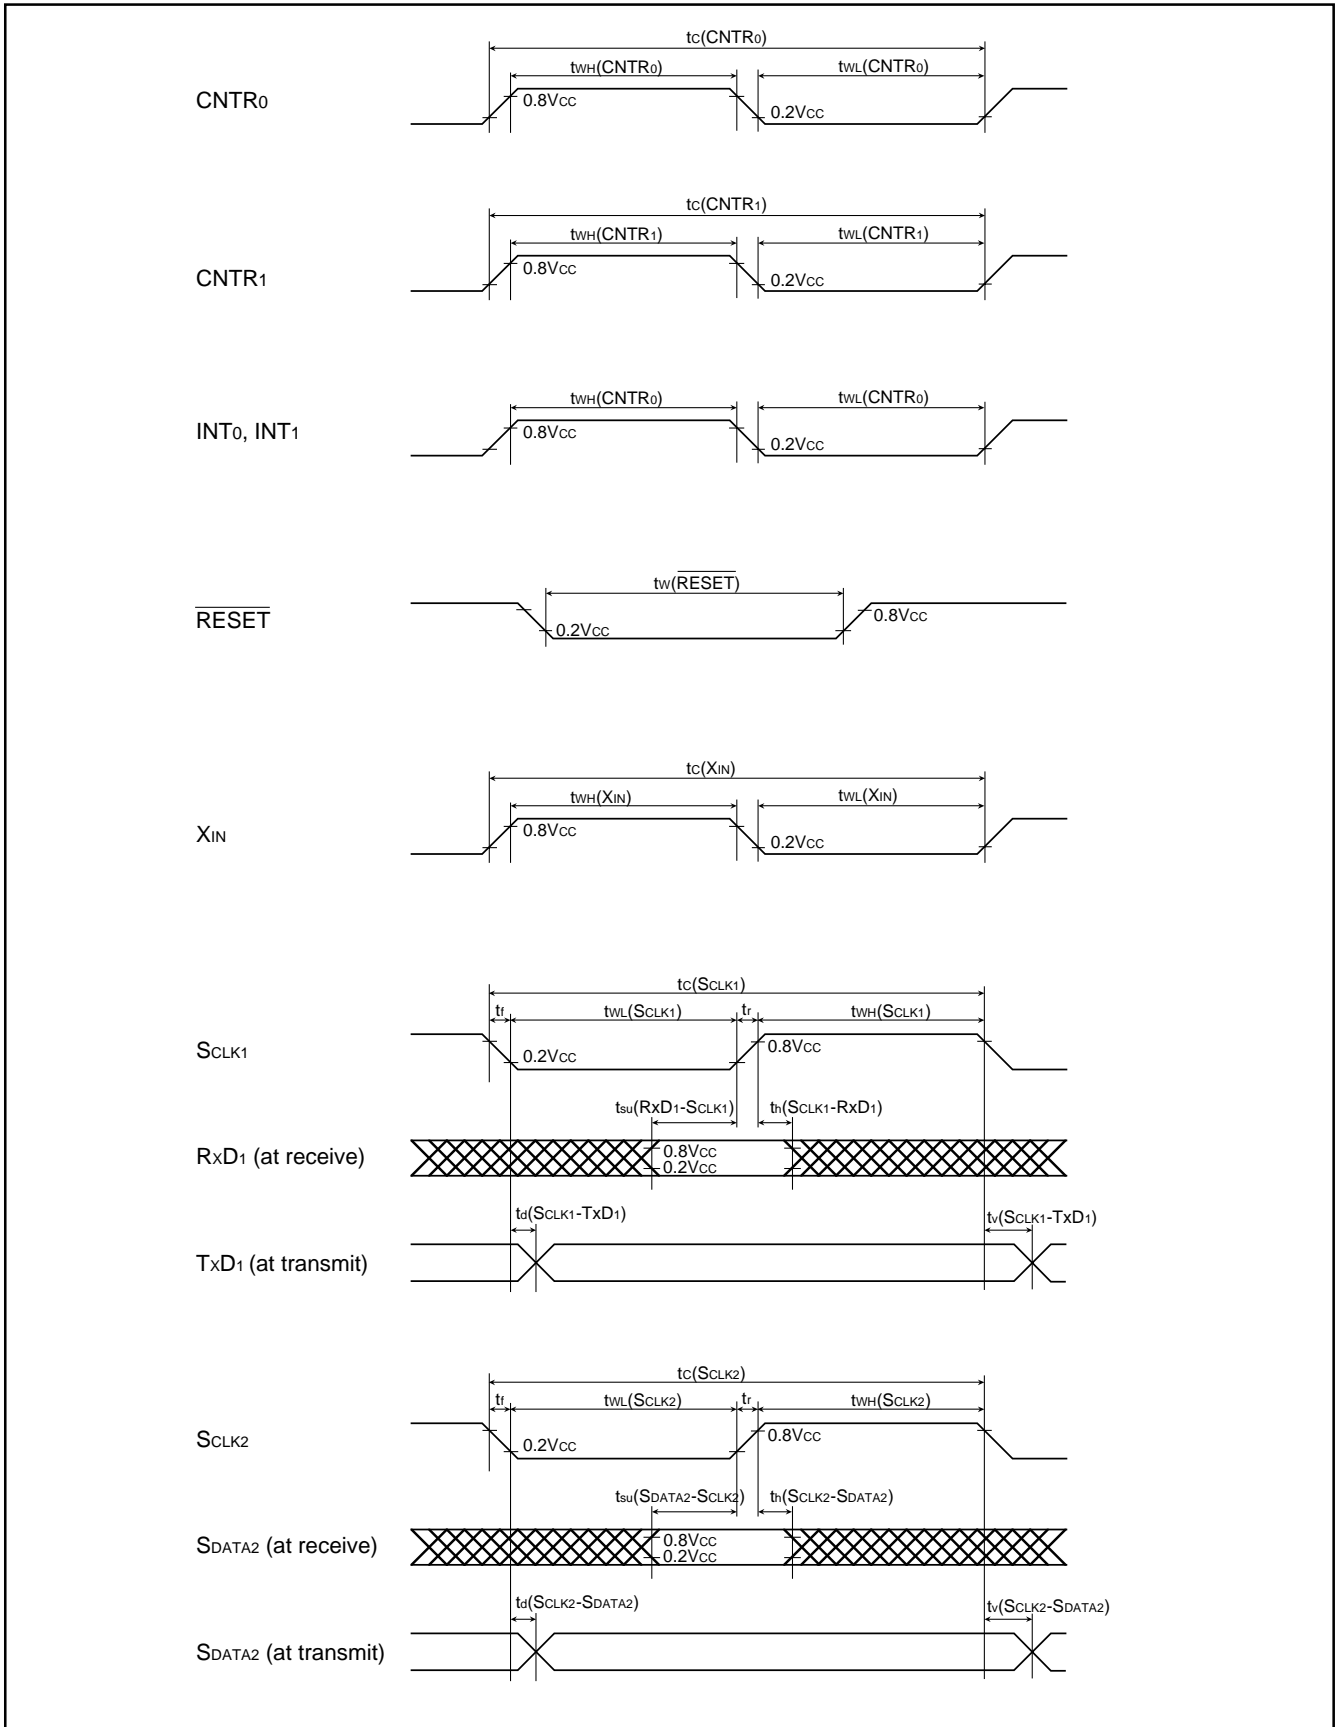 tC(CNTR0)
tWH(CNTR0) tWL(CNTR0)
CNTR0 0.8VCC 0.2VCC
tC(CNTR1)
tWH(CNTR1) tWL(CNTR1)
CNTR1 0.8VCC 0.2VCC
tWH(CNTR0) tWL(CNTR0)
INT0, INT1 0.8VCC 0.2VCC
tW(RESET)
RESET 0.2VCC 0.8VCC
tC(XIN)
tWH(XIN) tWL(XIN)
XIN 0.8VCC 0.2VCC
tC(SCLK1)
tf tWL(SCLK1) tr tWH(SCLK1)
SCLK1 0.2VCC 0.8VCC
tsu(RxD1-SCLK1) th(SCLK1-RxD1)
RXD1 (at receive) 0.8VCC
0.2VCC
td(SCLK1-TxD1) tv(SCLK1-TxD1)
TXD1 (at transmit)
tC(SCLK2)
tf tWL(SCLK2) tr tWH(SCLK2)
SCLK2 0.2VCC 0.8VCC
tsu(SDATA2-SCLK2) th(SCLK2-SDATA2)
SDATA2 (at receive) 0.8VCC
0.2VCC
td(SCLK2-SDATA2) tv(SCLK2-SDATA2)
SDATA2 (at transmit)